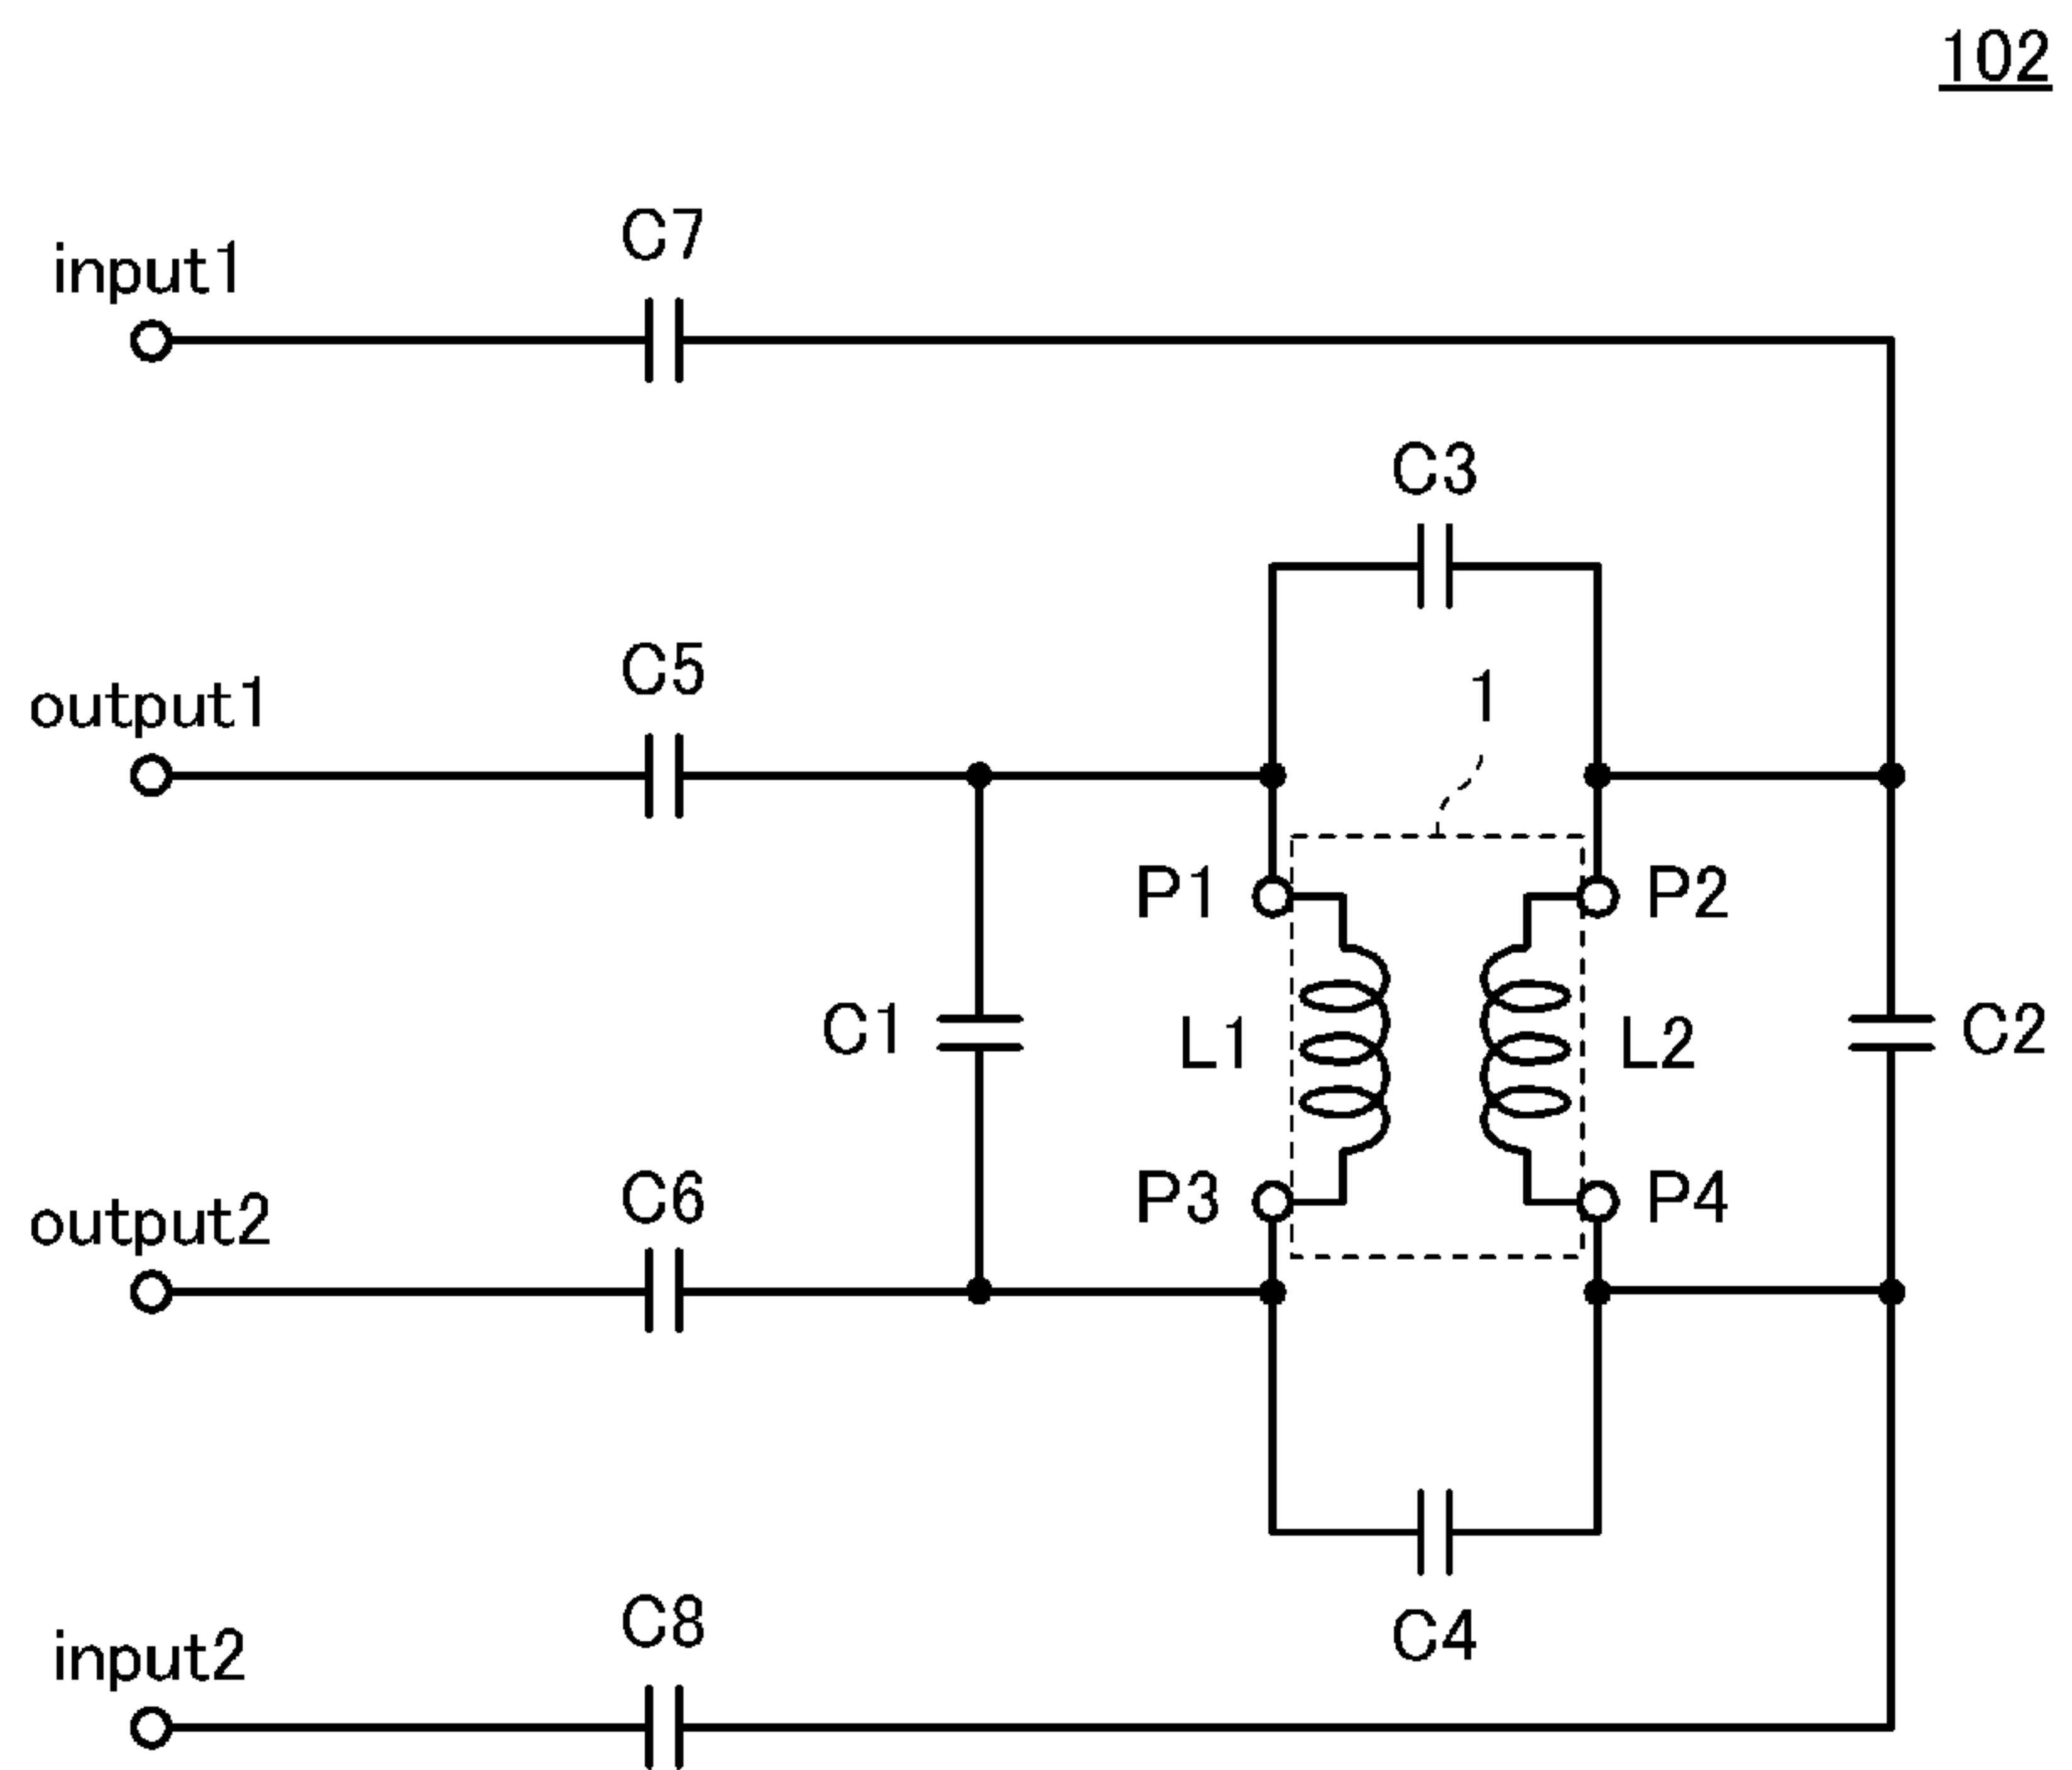 102
C7
input1
C3
C5
1
output1
P1
P2
C1
L1
L2
C2
P3
P4
C6
output2
C8
C4
input2